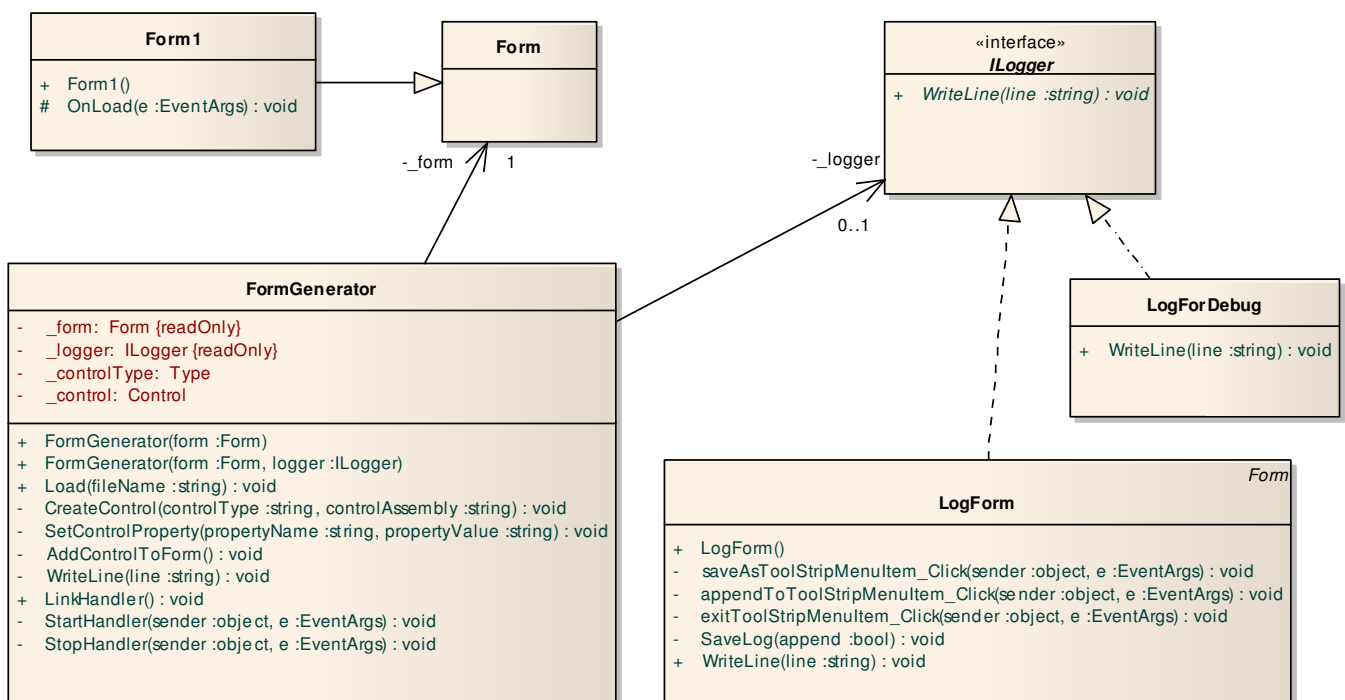 Form1
+ Form1()
# OnLoad(e :EventArgs) : void
Form
«interface»
ILogger
+ WriteLine(line :string) : void
-_form 1
-_logger
0..1
FormGenerator
- _form: Form {readOnly}
- _logger: ILogger {readOnly}
- _controlType: Type
- _control: Control
+ FormGenerator(form :Form)
+ FormGenerator(form :Form, logger :ILogger)
+ Load(fileName :string) : void
- CreateControl(controlType :string, controlAssembly :string) : void
- SetControlProperty(propertyName :string, propertyValue :string) : void
- AddControlToForm() : void
- WriteLine(line :string) : void
+ LinkHandler() : void
- StartHandler(sender :object, e :EventArgs) : void
- StopHandler(sender :object, e :EventArgs) : void
LogForDebug
+ WriteLine(line :string) : void
Form
LogForm
+ LogForm()
- saveAsToolStripMenuItem_Click(sender :object, e :EventArgs) : void
- appendToToolStripMenuItem_Click(sender :object, e :EventArgs) : void
- exitToolStripMenuItem_Click(sender :object, e :EventArgs) : void
- SaveLog(append :bool) : void
+ WriteLine(line :string) : void